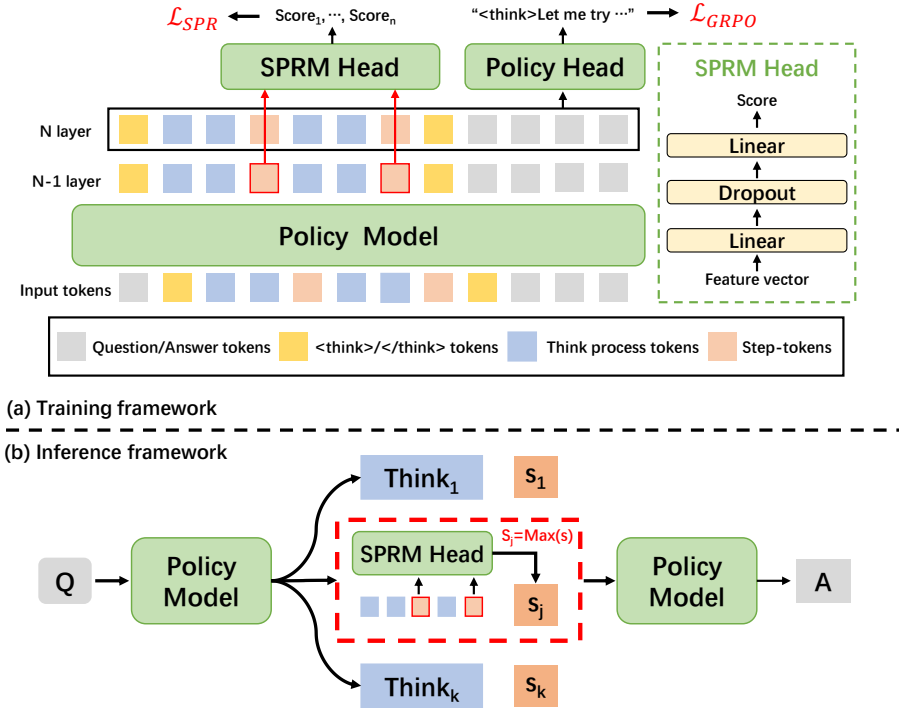 ℒ_SPR
Score₁, ···, Scoreₙ
“<think>Let me try ···”
ℒ_GRPO
SPRM Head
Policy Head
SPRM Head
Score
Linear
Dropout
Linear
Feature vector
N layer
N-1 layer
Policy Model
Input tokens
Question/Answer tokens
<think>/</think> tokens
Think process tokens
Step-tokens
(a) Training framework
(b) Inference framework
Think₁
S₁
Q
Policy
Model
SPRM Head
Sⱼ=Max(s)
Sⱼ
Policy
Model
A
Thinkₖ
Sₖ